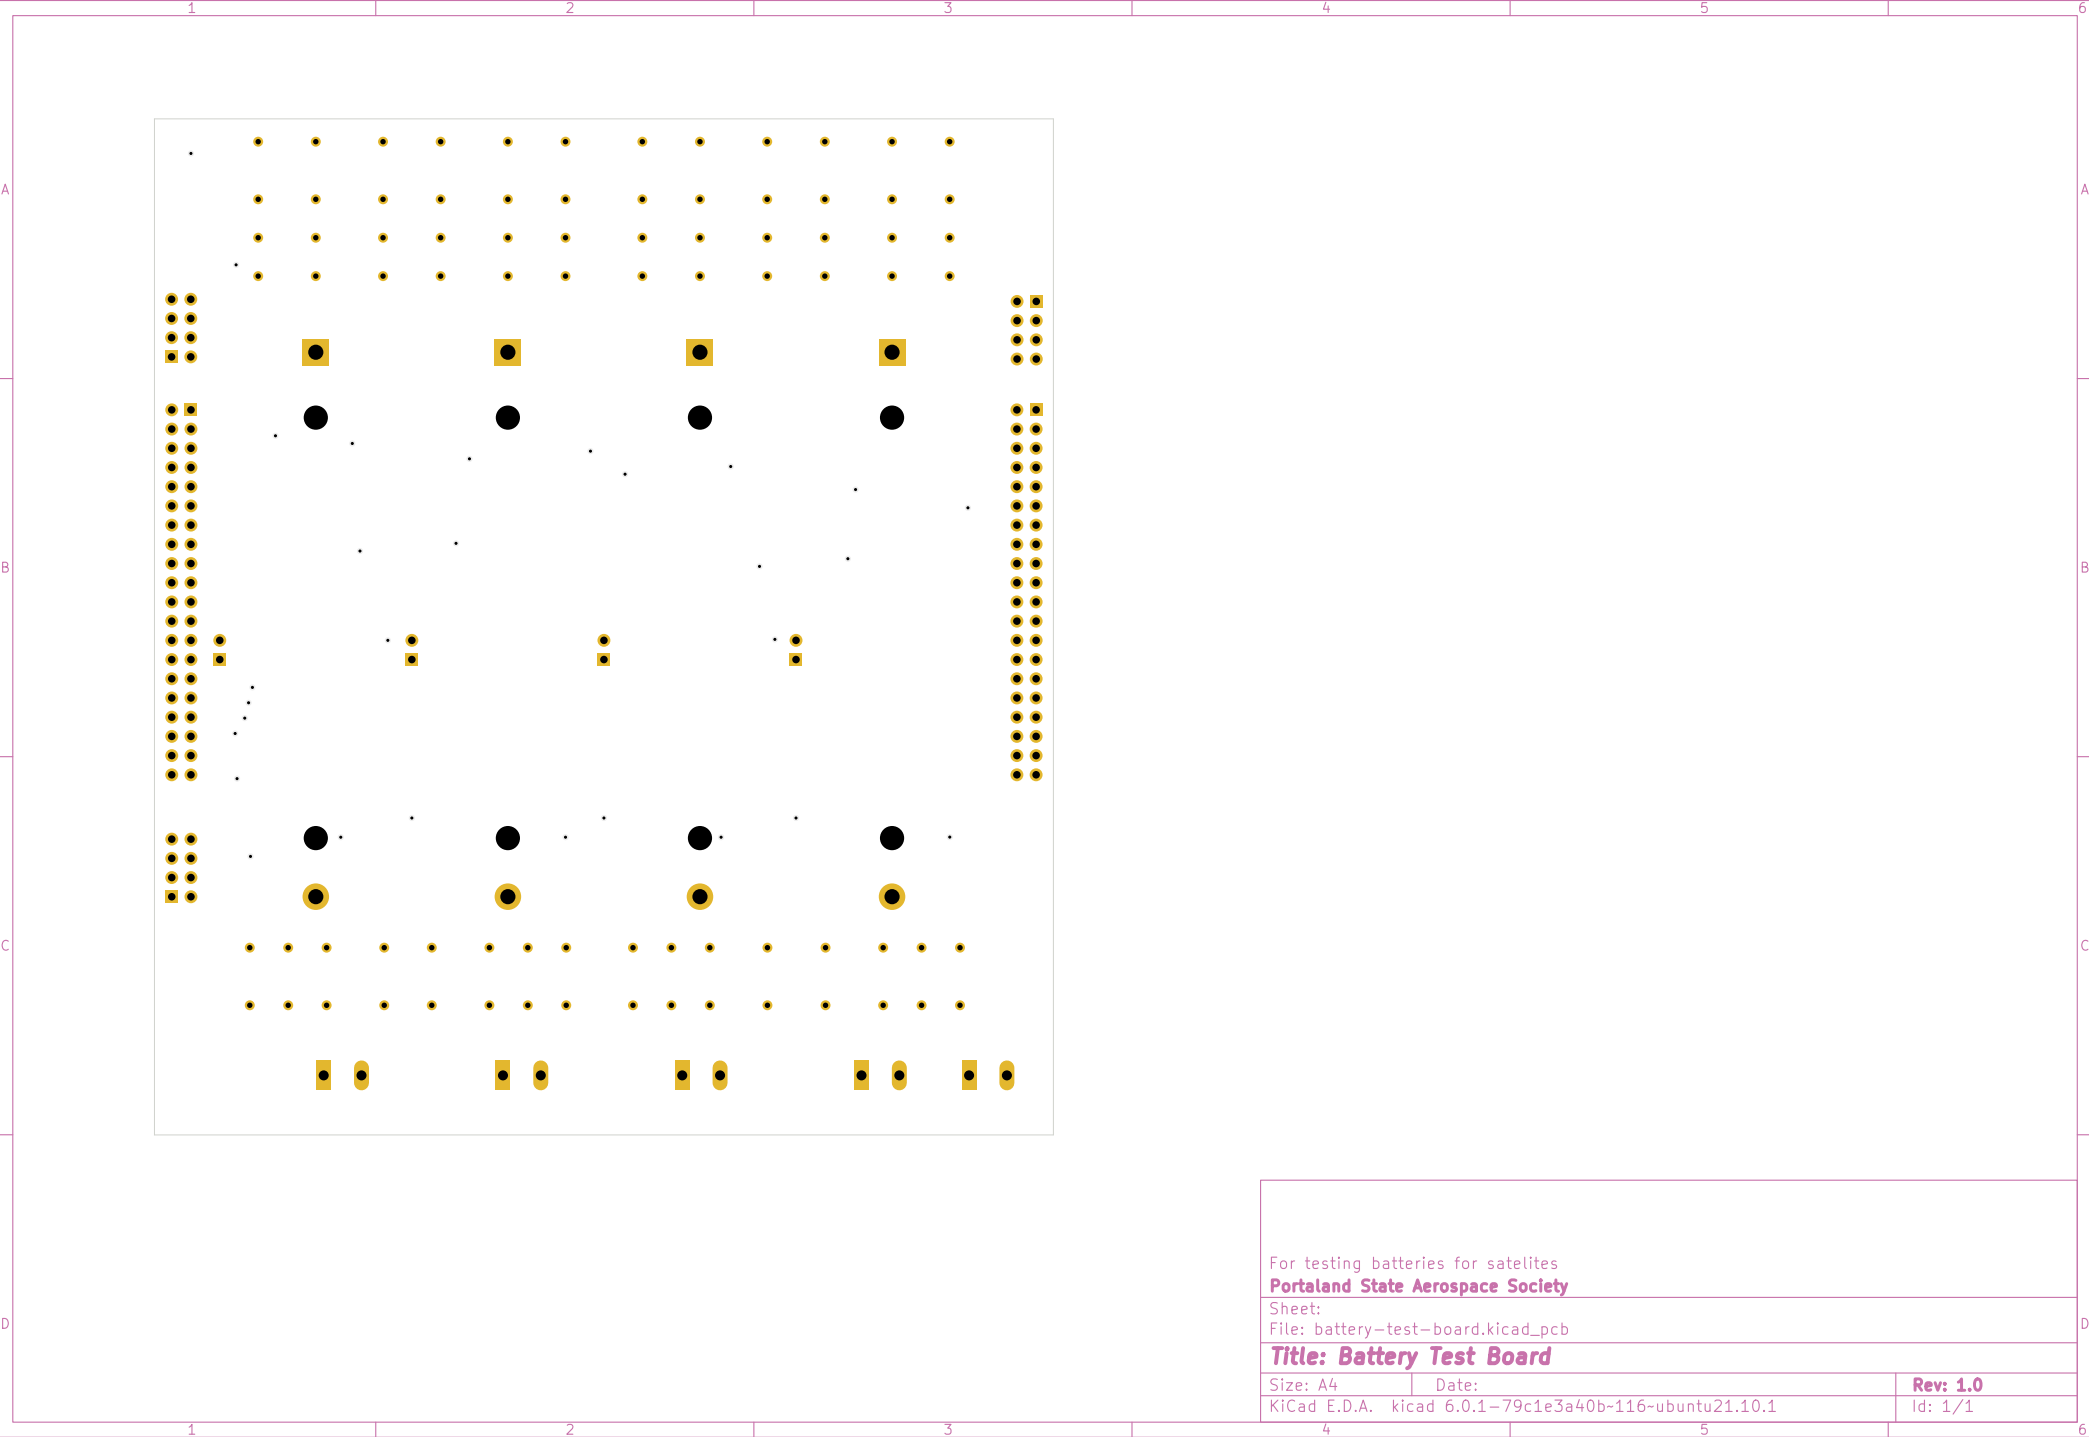 1 2 3 4 5 6
A A
B B
C C
D D
For testing batteries for satelites
Portaland State Aerospace Society
Sheet:
File: battery-test-board.kicad_pcb
Title: Battery Test Board
Size: A4 Date: Rev: 1.0
KiCad E.D.A. kicad 6.0.1-79c1e3a40b~116~ubuntu21.10.1 Id: 1/1
1 2 3 4 5 6